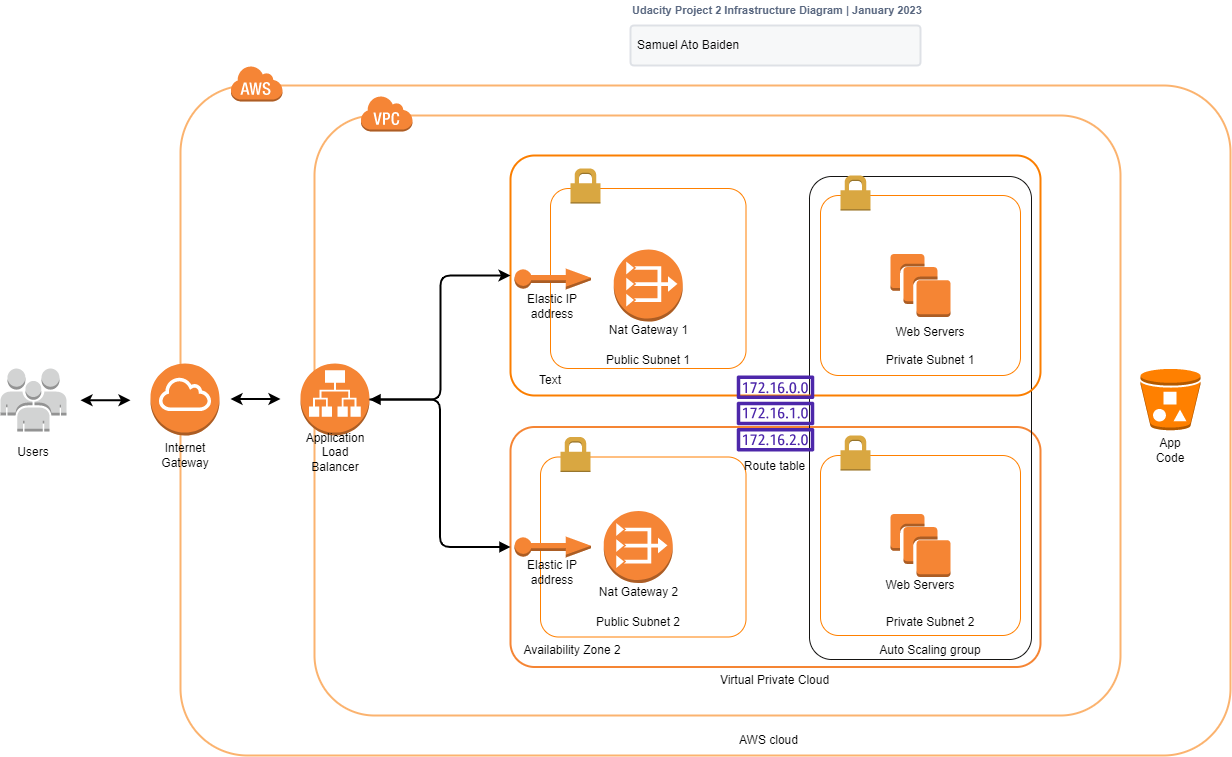 Udacity Project 2 Infrastructure Diagram | January 2023
Samuel Ato Baiden
AWS
VPC
Elastic IP
address
Nat Gateway 1
Public Subnet 1
Text
Web Servers
Private Subnet 1
172.16.0.0
172.16.1.0
172.16.2.0
Route table
Users
Internet
Gateway
Application
Load
Balancer
App
Code
Elastic IP
address
Nat Gateway 2
Public Subnet 2
Availability Zone 2
Web Servers
Private Subnet 2
Auto Scaling group
Virtual Private Cloud
AWS cloud